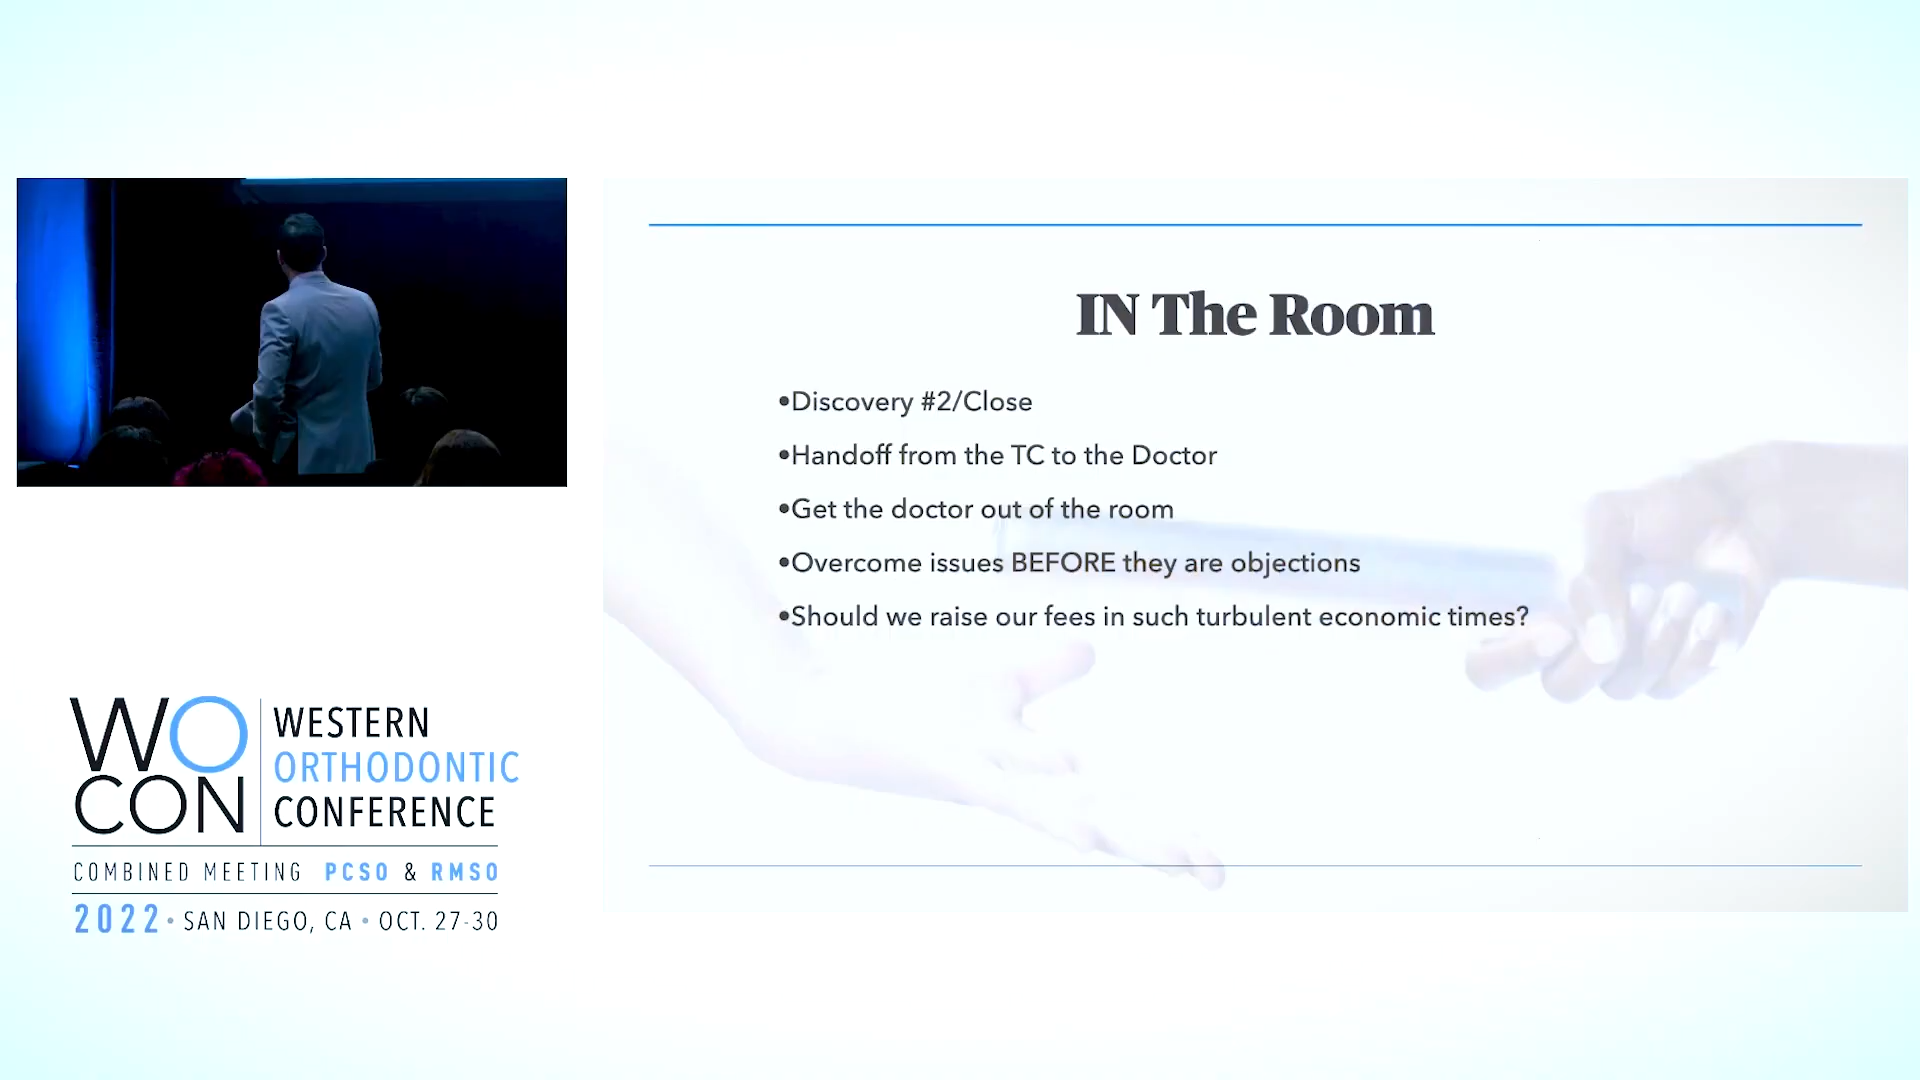 IN The Room
•Discovery #2/Close
•Handoff from the TC to the Doctor
•Get the doctor out of the room
•Overcome issues BEFORE they are objections
•Should we raise our fees in such turbulent economic times?
WO
CON
WESTERN
ORTHODONTIC
CONFERENCE
COMBINED MEETING PCSO & RMSO
2022 • SAN DIEGO, CA • OCT. 27-30